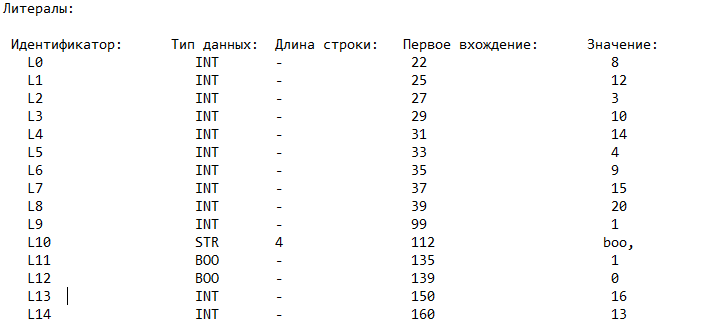 Литералы:
Идентификатор: Тип данных: Длина строки: Первое вхождение: Значение:
L0 INT - 22 8
L1 INT - 25 12
L2 INT - 27 3
L3 INT - 29 10
L4 INT - 31 14
L5 INT - 33 4
L6 INT - 35 9
L7 INT - 37 15
L8 INT - 39 20
L9 INT - 99 1
L10 STR 4 112 boo,
L11 BOO - 135 1
L12 BOO - 139 0
L13 INT - 150 16
L14 INT - 160 13